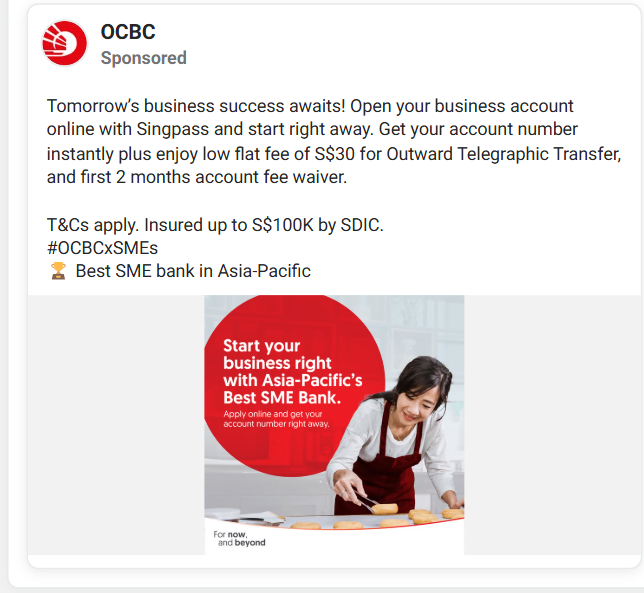 OCBC
Sponsored
Tomorrow's business success awaits! Open your business account
online with Singpass and start right away. Get your account number
instantly plus enjoy low flat fee of S$30 for Outward Telegraphic Transfer,
and first 2 months account fee waiver.
T&Cs apply. Insured up to S$100K by SDIC.
#OCBCxSMEs
🏆 Best SME bank in Asia-Pacific
Start your
business right
with Asia-Pacific's
Best SME Bank.
Apply online and get your
account number right away.
For now,
and beyond